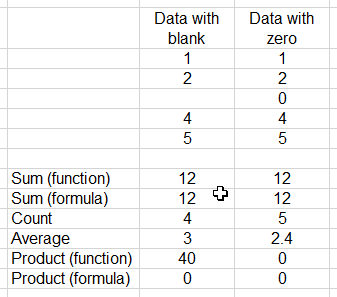 Data with Data with
blank zero
1 1
2 2
0
4 4
5 5
Sum (function) 12 12
Sum (formula) 12 12
Count 4 5
Average 3 2.4
Product (function) 40 0
Product (formula) 0 0